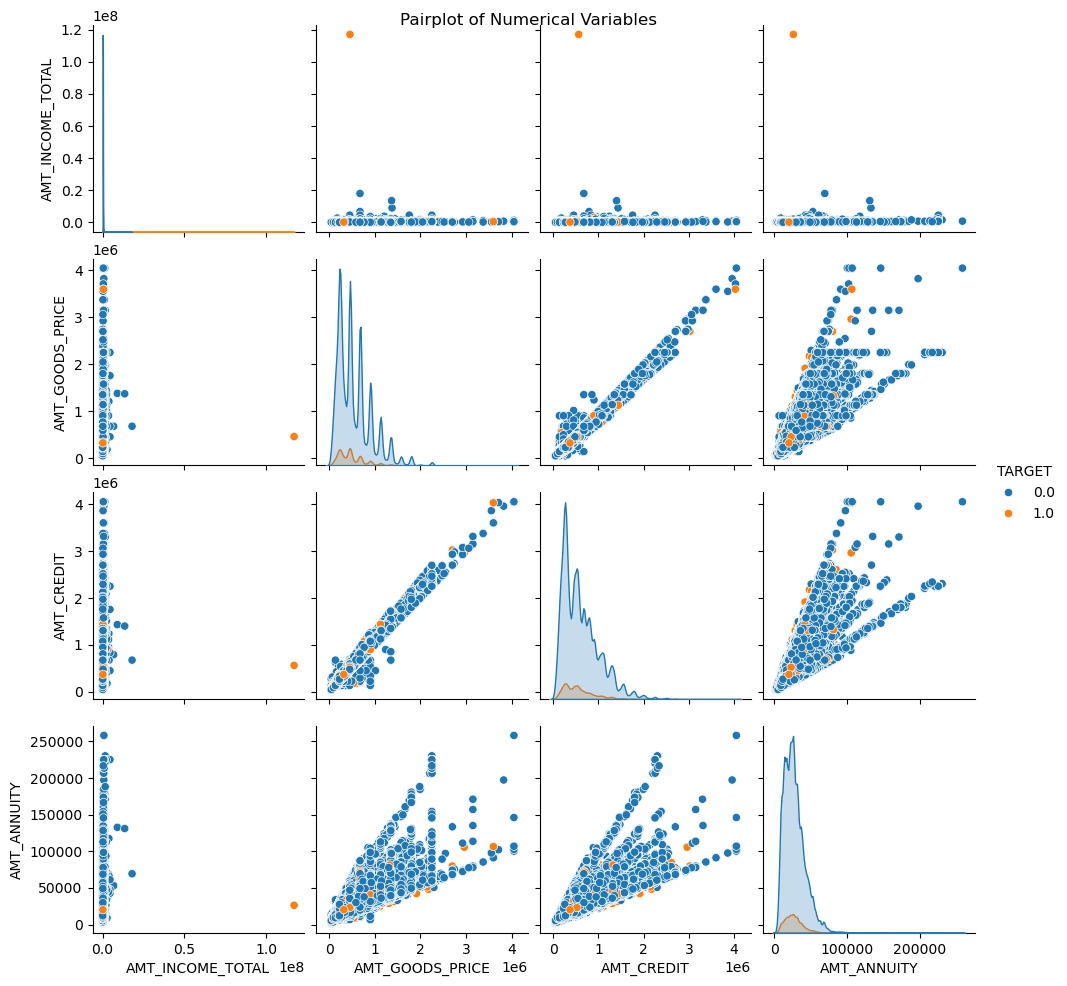 Pairplot of Numerical Variables
1e8
1.2
1.0
0.8
0.6
0.4
0.2
0.0
AMT_INCOME_TOTAL
1e6
4
3
2
1
0
AMT_GOODS_PRICE
TARGET
0.0
1.0
1e6
4
3
2
1
0
AMT_CREDIT
250000
200000
150000
100000
50000
0
AMT_ANNUITY
0.0 0.5 1.0
AMT_INCOME_TOTAL 1e8
0 1 2 3 4
AMT_GOODS_PRICE 1e6
0 1 2 3 4
AMT_CREDIT 1e6
0 100000 200000
AMT_ANNUITY